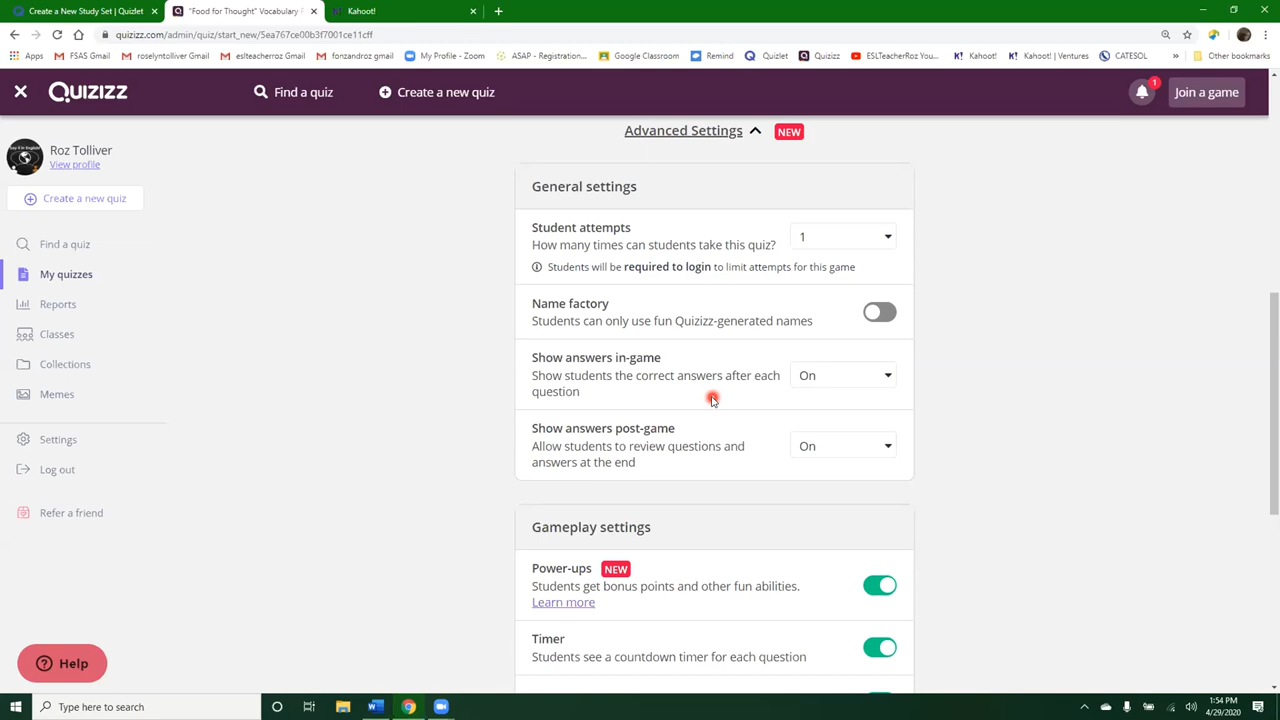 Create a New Study Set | Quizlet
"Food for Thought" Vocabulary F
Kahoot!
quizizz.com/admin/quiz/start_new/5ea767ce00b3f7001ce11cff
Apps
FSAS Gmail
roselyntolliver Gmail
eslteacherroz Gmail
fonzandroz Gmail
My Profile - Zoom
ASAP - Registration...
Google Classroom
Remind
Quizlet
Quizizz
ESLTeacherRoz You...
Kahoot!
Kahoot! | Ventures
CATESOL
Other bookmarks
Quizizz
Find a quiz
Create a new quiz
1
Join a game
Roz Tolliver
View profile
Create a new quiz
Find a quiz
My quizzes
Reports
Classes
Collections
Memes
Settings
Log out
Refer a friend
Help
Advanced Settings
NEW
General settings
Student attempts
How many times can students take this quiz?
1
Students will be required to login to limit attempts for this game
Name factory
Students can only use fun Quizizz-generated names
Show answers in-game
Show students the correct answers after each
question
On
Show answers post-game
Allow students to review questions and
answers at the end
On
Gameplay settings
Power-ups NEW
Students get bonus points and other fun abilities.
Learn more
Timer
Students see a countdown timer for each question
Type here to search
1:54 PM
4/29/2020